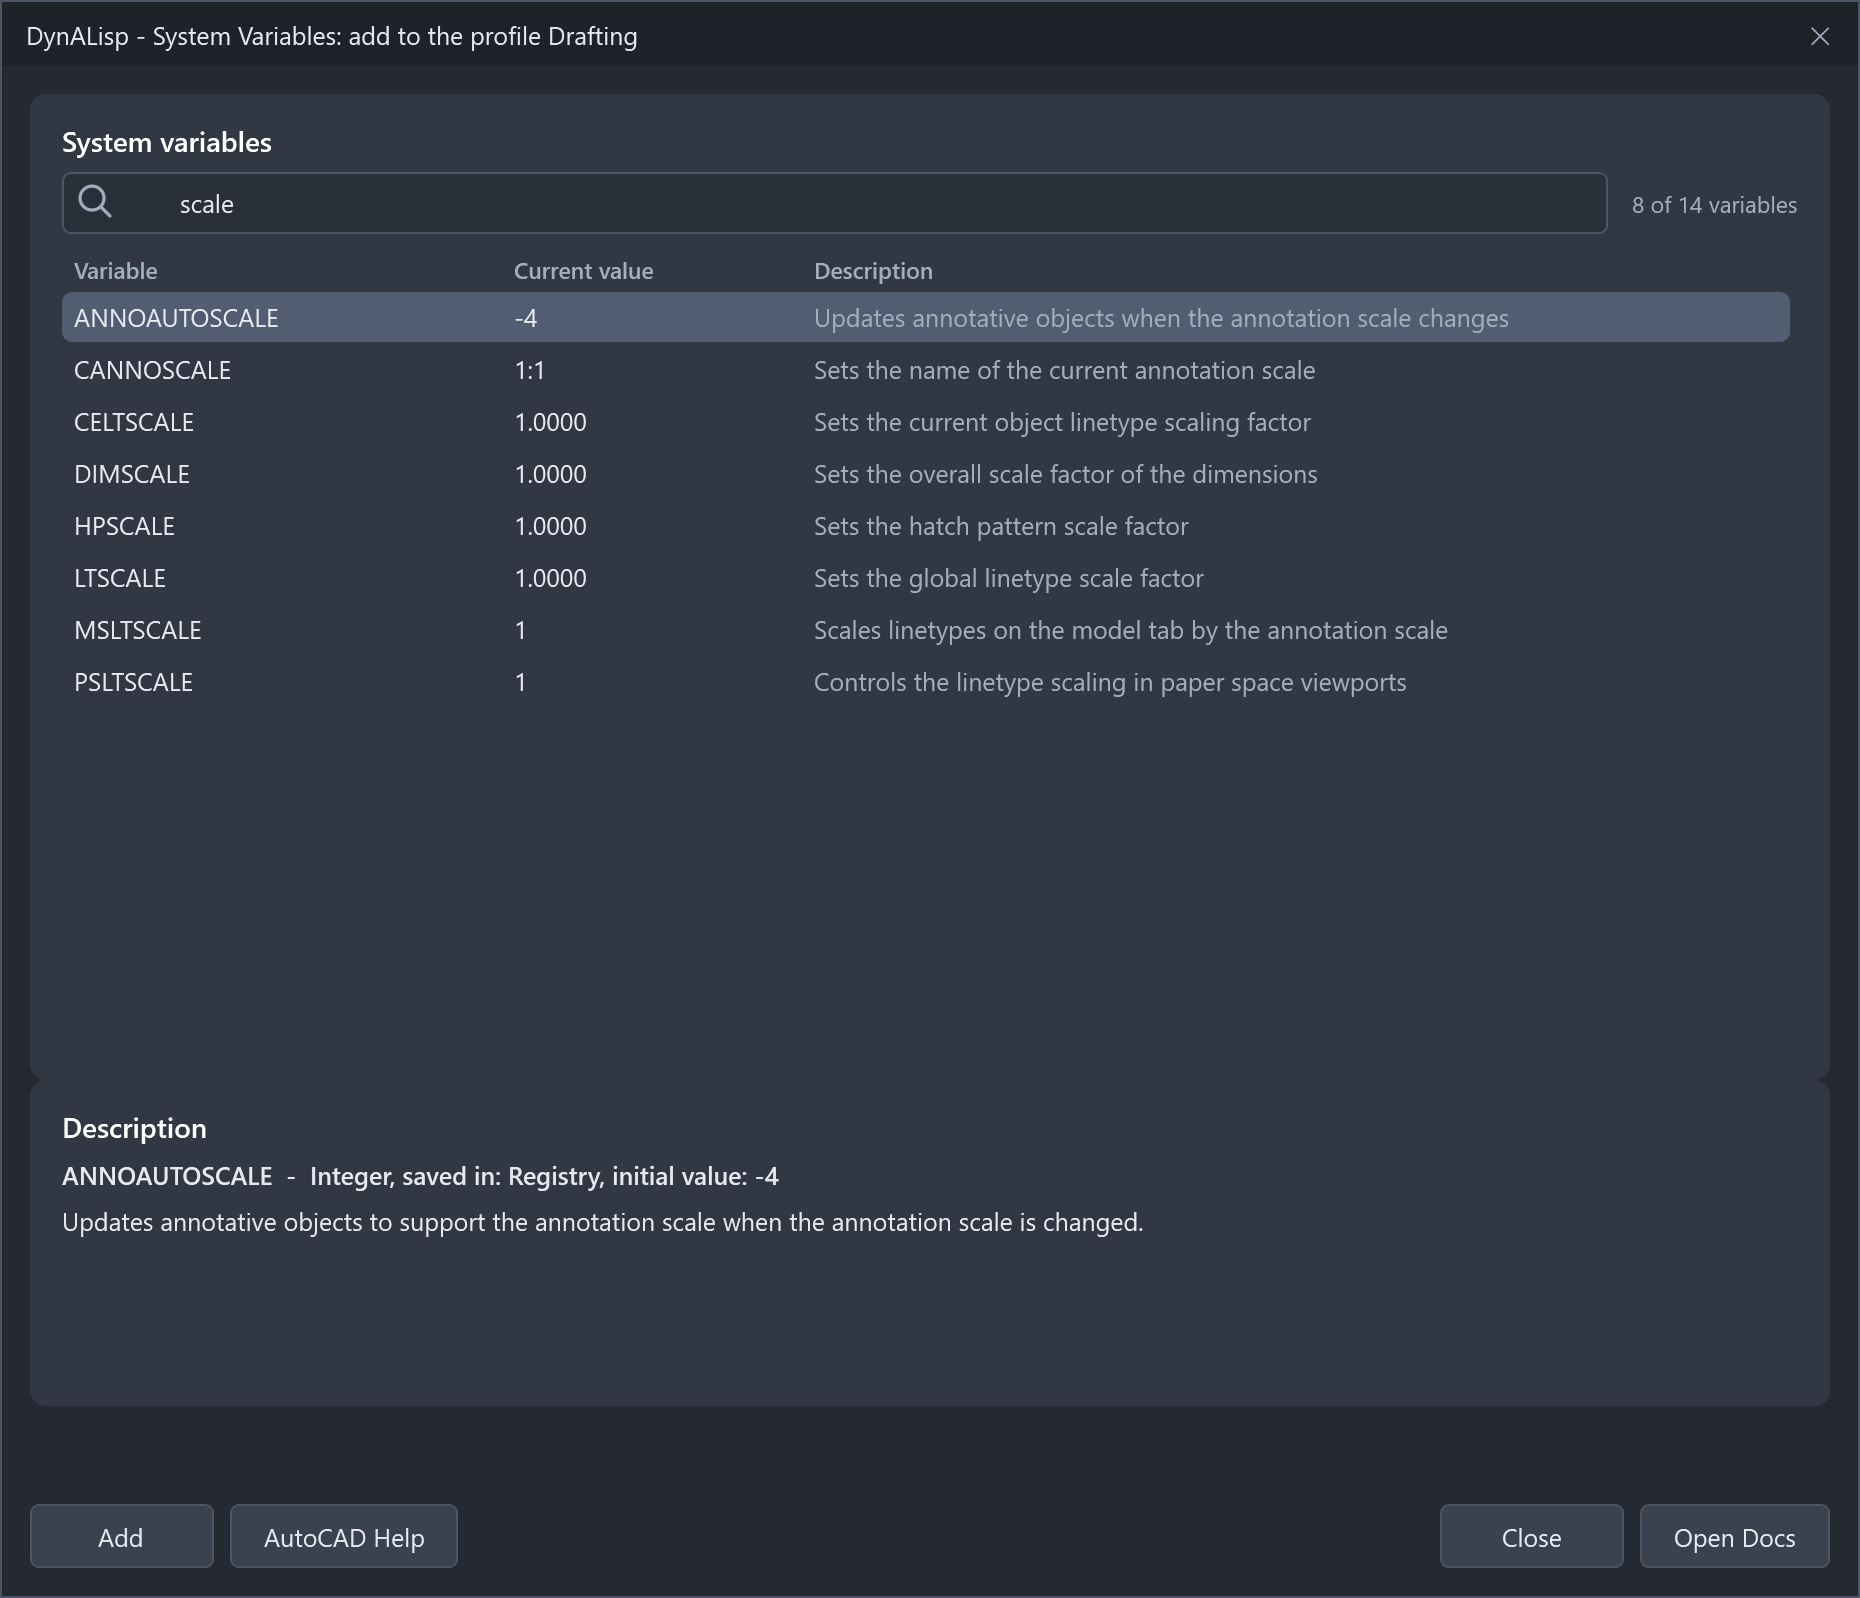 DynALisp - System Variables: add to the profile Drafting
System variables
scale
8 of 14 variables
Variable Current value Description
ANNOAUTOSCALE -4 Updates annotative objects when the annotation scale changes
CANNOSCALE 1:1 Sets the name of the current annotation scale
CELTSCALE 1.0000 Sets the current object linetype scaling factor
DIMSCALE 1.0000 Sets the overall scale factor of the dimensions
HPSCALE 1.0000 Sets the hatch pattern scale factor
LTSCALE 1.0000 Sets the global linetype scale factor
MSLTSCALE 1 Scales linetypes on the model tab by the annotation scale
PSLTSCALE 1 Controls the linetype scaling in paper space viewports
Description
ANNOAUTOSCALE - Integer, saved in: Registry, initial value: -4
Updates annotative objects to support the annotation scale when the annotation scale is changed.
Add AutoCAD Help Close Open Docs